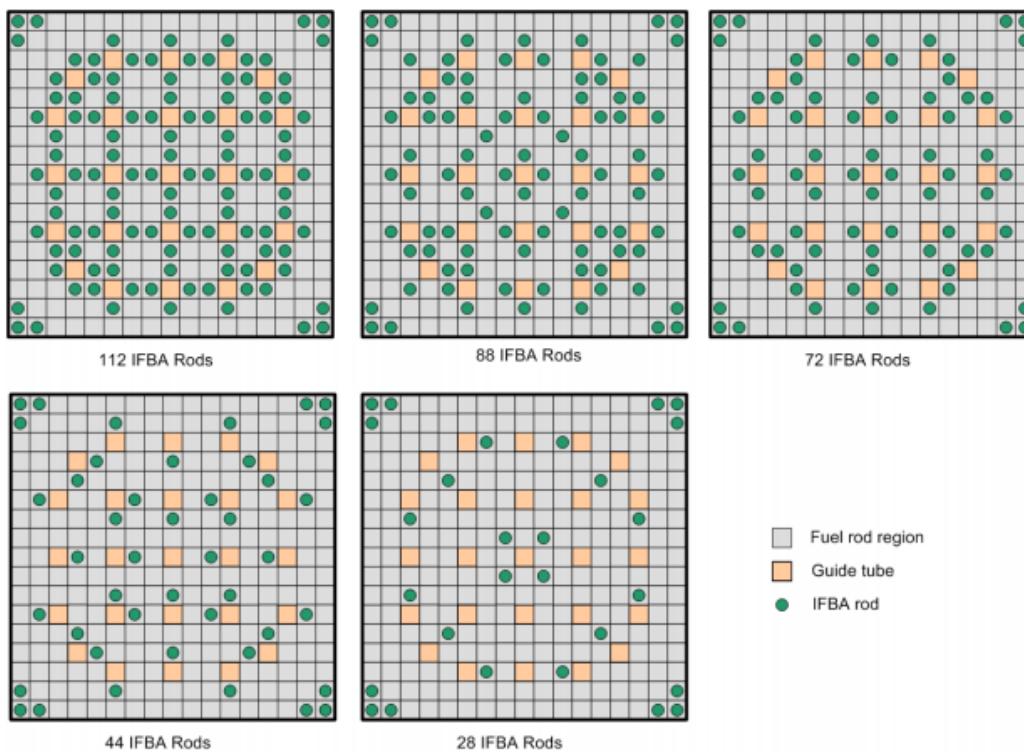 112 IFBA Rods
88 IFBA Rods
72 IFBA Rods
44 IFBA Rods
28 IFBA Rods
Fuel rod region
Guide tube
IFBA rod